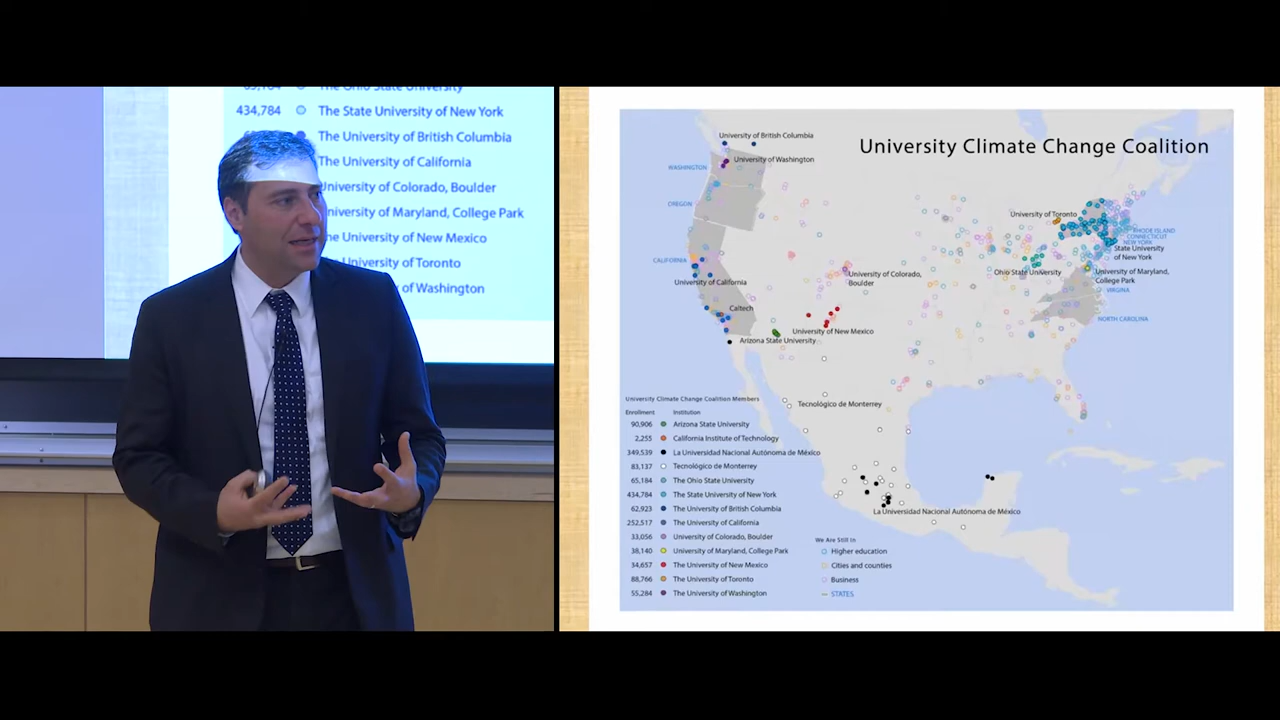 The Ohio State University
434,784 The State University of New York
The University of British Columbia
The University of California
University of Colorado, Boulder
University of Maryland, College Park
The University of New Mexico
University of Toronto
of Washington
University Climate Change Coalition
University of British Columbia
University of Washington
WASHINGTON
OREGON
University of Toronto
RHODE ISLAND
CONNECTICUT
NEW YORK
State University
of New York
CALIFORNIA
University of California
University of Colorado,
Boulder
Ohio State University
University of Maryland,
College Park
VIRGINIA
Caltech
NORTH CAROLINA
University of New Mexico
Arizona State University
Tecnológico de Monterrey
La Universidad Nacional Autónoma de México
University Climate Change Coalition Members
Enrollment Institution
90,906 Arizona State University
2,255 California Institute of Technology
349,539 La Universidad Nacional Autónoma de México
83,137 Tecnológico de Monterrey
65,184 The Ohio State University
434,784 The State University of New York
62,923 The University of British Columbia
252,517 The University of California
33,056 University of Colorado, Boulder
38,140 University of Maryland, College Park
34,657 The University of New Mexico
88,766 The University of Toronto
55,284 The University of Washington
We Are Still In
Higher education
Cities and counties
Business
STATES